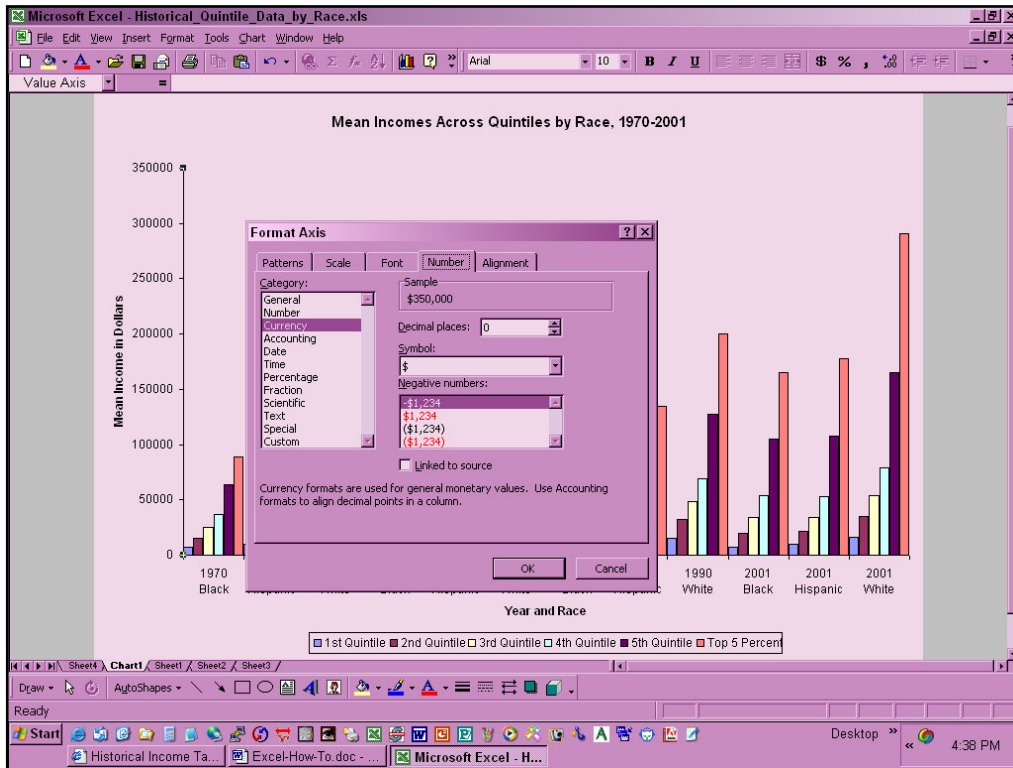 Microsoft Excel - Historical_Quintile_Data_by_Race.xls
File Edit View Insert Format Tools Chart Window Help
Arial 10 B I U $ % ,
Value Axis =
Mean Incomes Across Quintiles by Race, 1970-2001
350000
300000
250000
200000
150000
100000
50000
0
Mean Income in Dollars
Format Axis
Patterns Scale Font Number Alignment
Category:
General
Number
Currency
Accounting
Date
Time
Percentage
Fraction
Scientific
Text
Special
Custom
Sample
$350,000
Decimal places: 0
Symbol:
$
Negative numbers:
-$1,234
$1,234
($1,234)
($1,234)
Linked to source
Currency formats are used for general monetary values. Use Accounting
formats to align decimal points in a column.
OK Cancel
1970 1990 2001 2001 2001
Black White Black Hispanic White
Year and Race
1st Quintile 2nd Quintile 3rd Quintile 4th Quintile 5th Quintile Top 5 Percent
Sheet4 Chart1 Sheet1 Sheet2 Sheet3
Draw AutoShapes
Ready
Start Desktop » « 4:38 PM
Historical Income Ta... Excel-How-To.doc - ... Microsoft Excel - H...